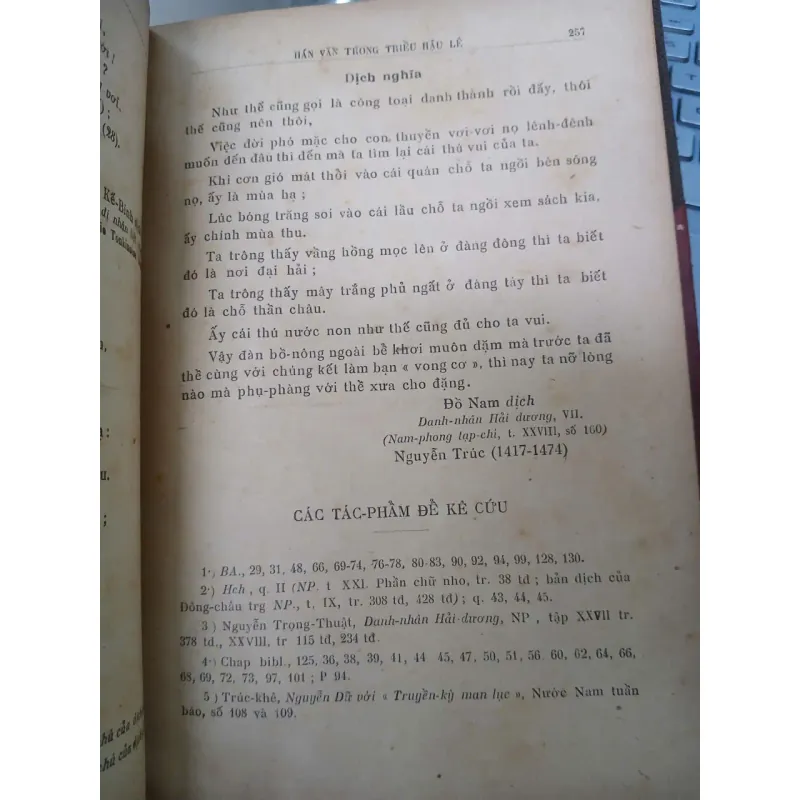 HÁN VĂN TRONG TRIỀU HẬU LÊ 257
Dịch nghĩa
Như thế cũng gọi là công toại danh thành rồi đấy, thôi
thế cũng nên thôi,
Việc đời phó mặc cho con thuyền vơi-vơi nọ lênh-đênh
muốn đến đâu thì đến mà ta tìm lại cái thú vui của ta.
Khi cơn gió mát thổi vào cái quán chỗ ta ngồi bên sông
nọ, ấy là mùa hạ ;
Lúc bóng trăng soi vào cái lầu chỗ ta ngồi xem sách kia,
ấy chính mùa thu.
Ta trông thấy vầng hồng mọc lên ở đàng đông thì ta biết
đó là nơi đại hải ;
Ta trông thấy mây trắng phủ ngất ở đàng tây thì ta biết
đó là chỗ thần châu.
Ấy cái thú nước non như thế cũng đủ cho ta vui.
Vậy đàn bồ-nông ngoài bể khơi muôn dặm mà trước ta đã
thề cùng với chúng kết làm bạn « vong cơ », thì nay ta nỡ lòng
nào mà phụ-phàng với thề xưa cho đặng.
Đồ Nam dịch
Danh-nhân Hải dương, VII.
(Nam-phong tạp-chí, t. XXVIII, số 160)
Nguyễn Trúc (1417-1474)
CÁC TÁC-PHẨM ĐỂ KÊ CỨU
1·) BA., 29, 31, 48, 66, 69-74, 76-78, 80-83, 90, 92, 94, 99, 128, 130.
2·) Hch , q. II (NP. t XXI. Phần chữ nho, tr. 38 tđ ; bản dịch của
Đông-châu trg NP., t, IX, tr. 308 tđ, 428 tđ) ; q. 43, 44, 45.
3 ) Nguyễn Trọng-Thuật, Danh-nhân Hải-dương, NP , tập XXVII tr.
378 tđ., XXVIII, tr 115 tđ, 234 tđ.
4·) Chap bibl., 125, 36, 38, 39, 41, 44 45, 47, 50, 51, 56. 60, 62, 64, 66,
68, 69, 72, 73, 97, 101 ; P 94.
5 ) Trúc-khê, Nguyễn Dữ với « Truyền-kỳ man lục », Nước Nam tuần
báo, số 108 và 109.